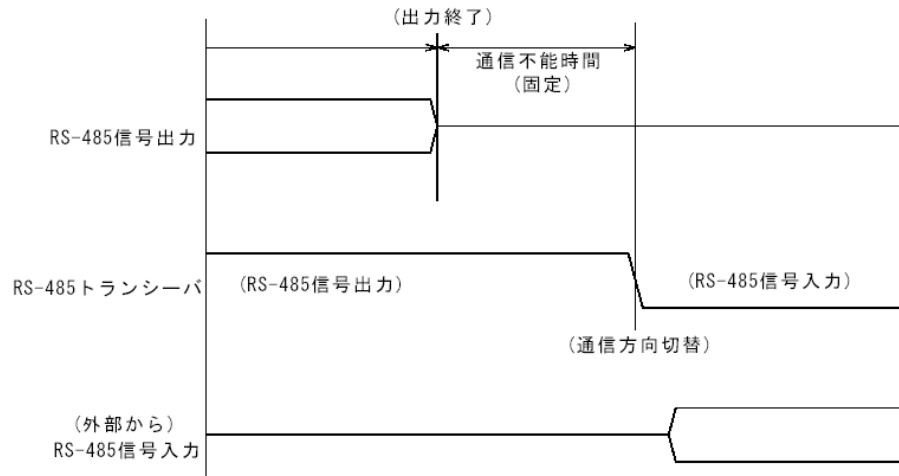 (出力終了)
通信不能時間
(固定)
RS-485信号出力
RS-485トランシーバ
(RS-485信号出力)
(RS-485信号入力)
(通信方向切替)
(外部から)
RS-485信号入力